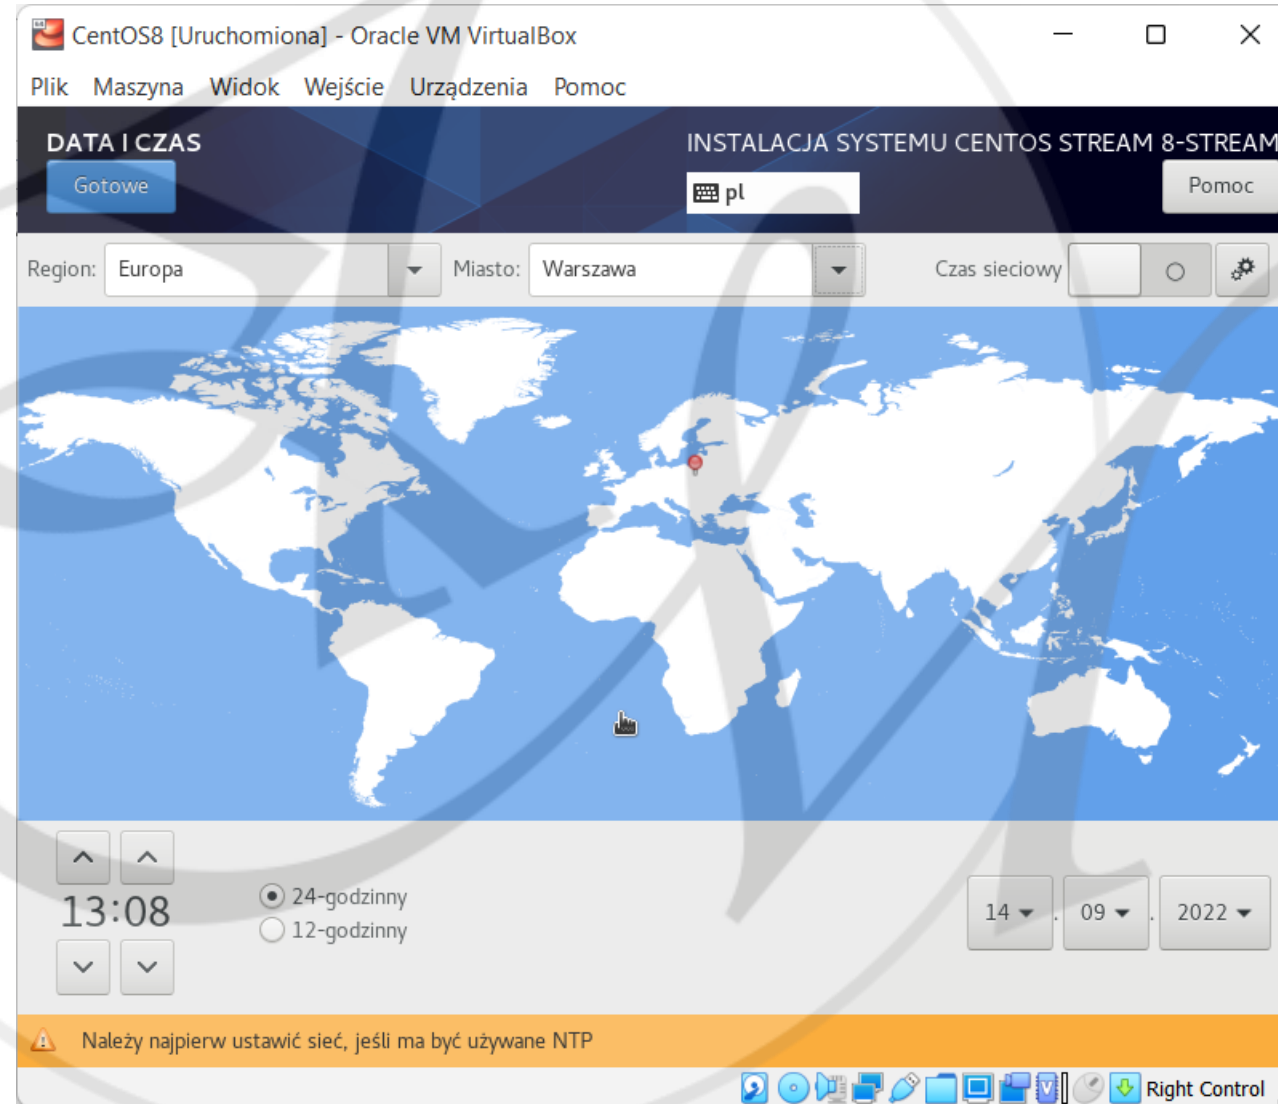 CentOS8 [Uruchomiona] - Oracle VM VirtualBox
Plik Maszyna Widok Wejście Urządzenia Pomoc
DATA I CZAS
INSTALACJA SYSTEMU CENTOS STREAM 8-STREAM
Gotowe
pl
Pomoc
Region: Europa Miasto: Warszawa Czas sieciowy
13:08
24-godzinny
12-godzinny
14 . 09 . 2022
Należy najpierw ustawić sieć, jeśli ma być używane NTP
Right Control